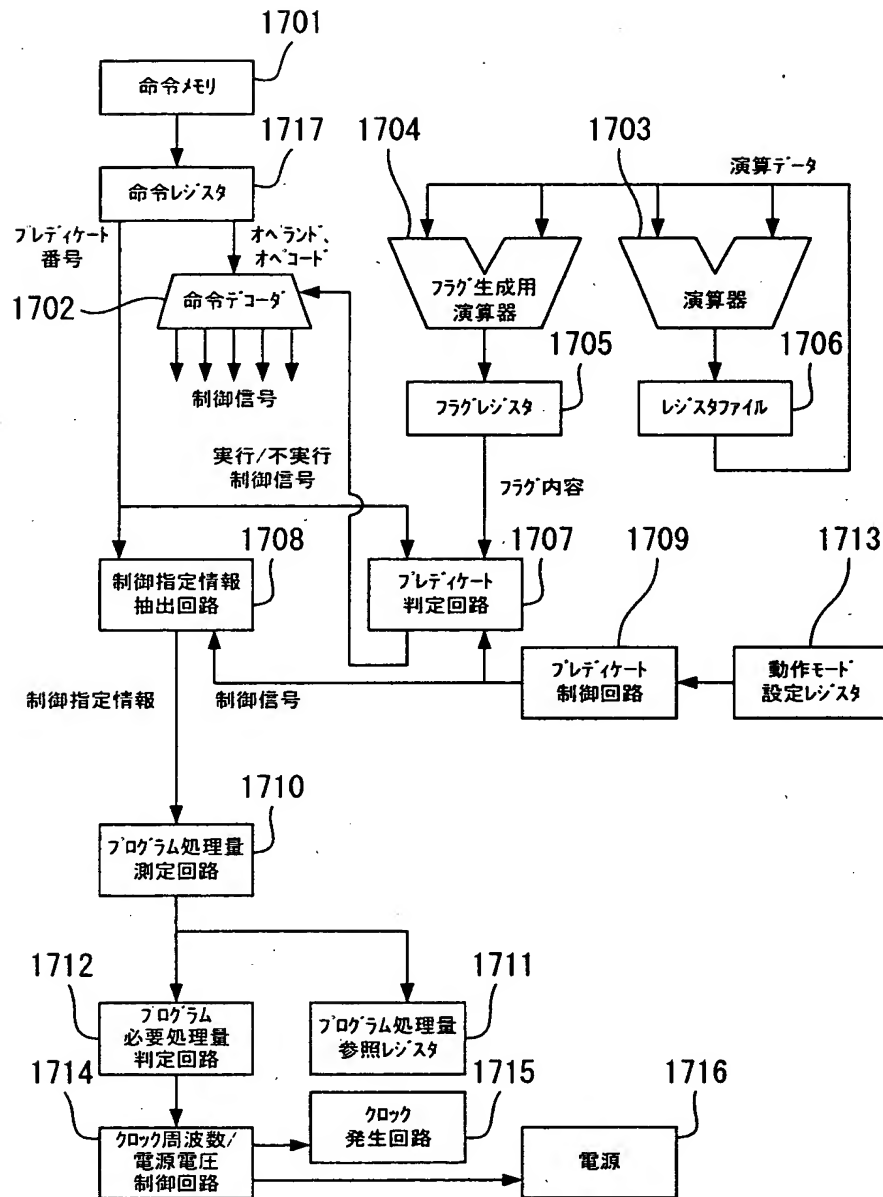 1701
命令メモリ
1717
命令レジスタ
1704
1703
演算データ
プレディケート
番号
オペランド、
オペコード
1702
命令デコーダ
フラグ生成用
演算器
演算器
制御信号
1705
フラグレジスタ
1706
レジスタファイル
実行/不実行
制御信号
フラグ内容
1708
制御指定情報
抽出回路
1707
プレディケート
判定回路
1709
プレディケート
制御回路
1713
動作モード
設定レジスタ
制御指定情報
制御信号
1710
プログラム処理量
測定回路
1712
プログラム
必要処理量
判定回路
1711
プログラム処理量
参照レジスタ
1714
クロック周波数/
電源電圧
制御回路
1715
クロック
発生回路
1716
電源